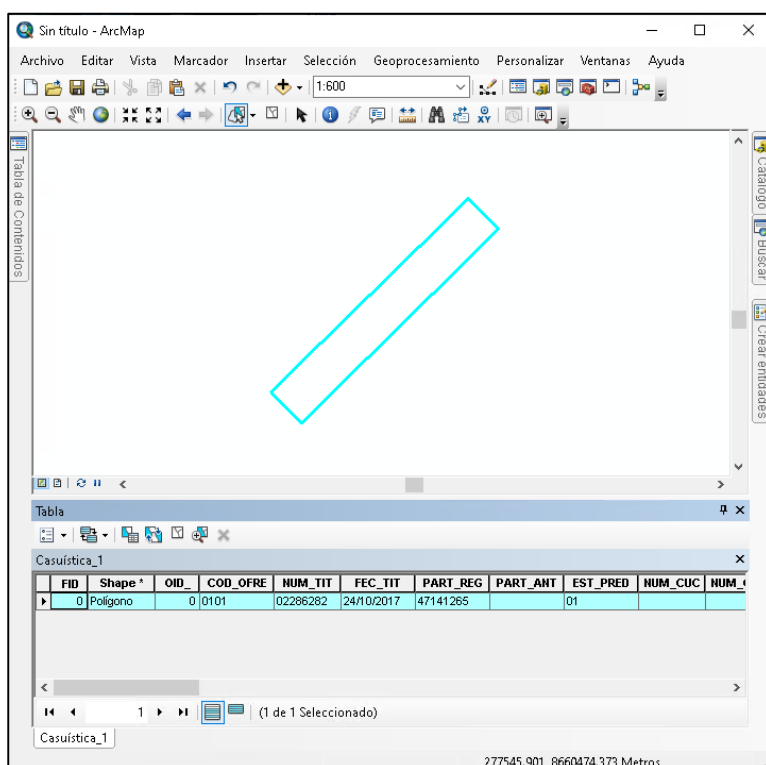 Sin título - ArcMap
Archivo Editar Vista Marcador Insertar Selección Geoprocesamiento Personalizar Ventanas Ayuda
1:600
XY
Tabla de Contenidos
Catálogo
Buscar
Crear entidades
Tabla
Casuística_1
FID Shape * OID_ COD_OFRE NUM_TIT FEC_TIT PART_REG PART_ANT EST_PRED NUM_CUC NUM_
0 Polígono 0 0101 02286282 24/10/2017 47141265 01
1 (1 de 1 Seleccionado)
Casuística_1
277545,901 8660474,373 Metros